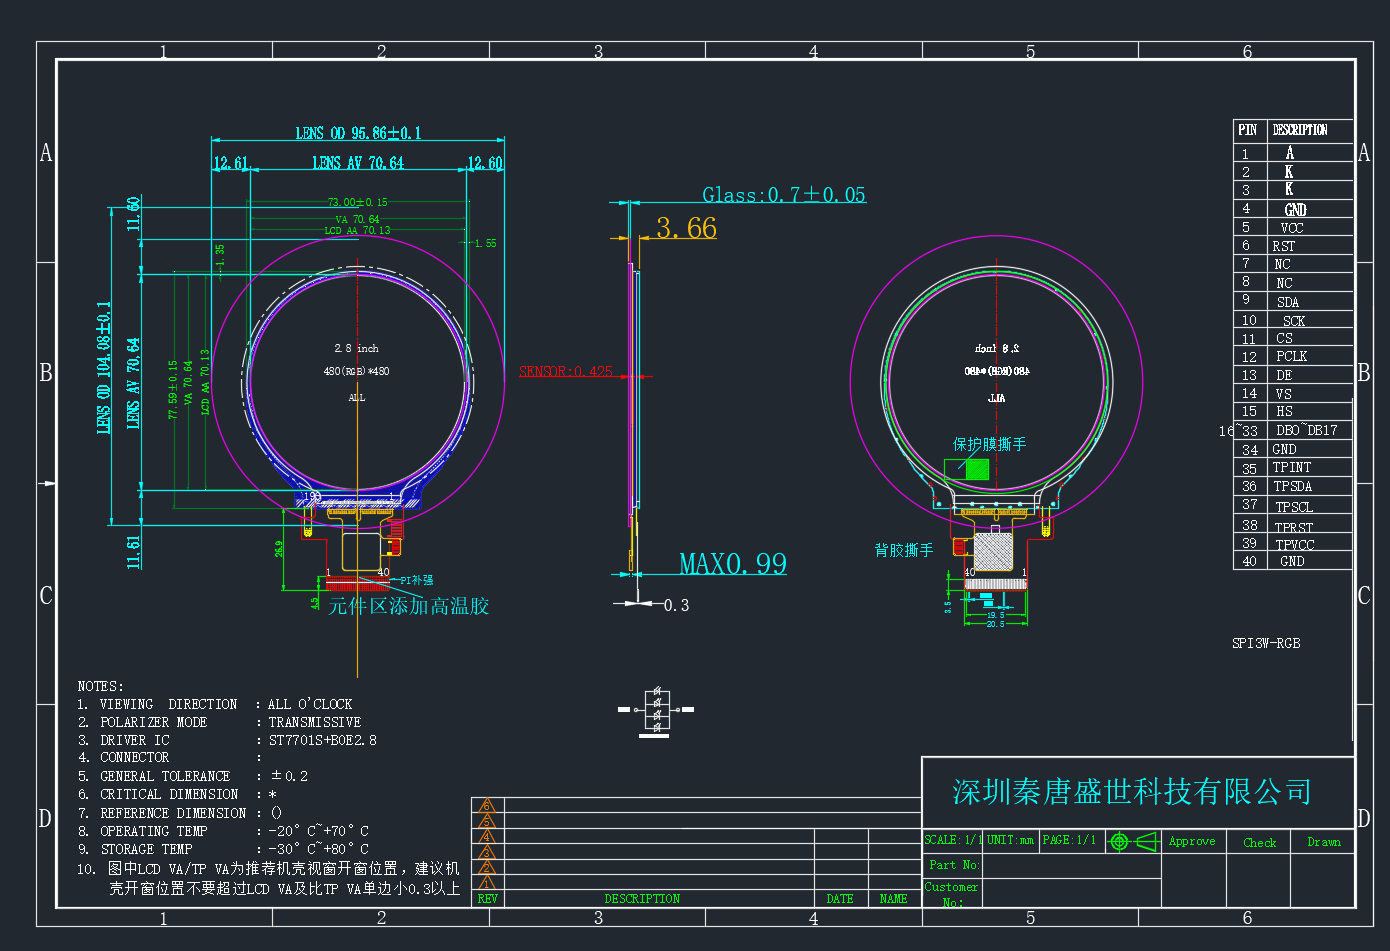 1 2 3 4 5 6
A
B
C
D
LENS OD 95.86±0.1
12.61
LENS AV 70.64
12.60
73.00±0.15
VA 70.64
LCD AA 70.13
1.55
1.35
11.60
LENS OD 104.08±0.1
LENS AV 70.64
77.59±0.15
VA 70.64
LCD AA 70.13
11.61
2.8 inch
480(RGB)*480
ALL
1
26.9
4.5
1
40
PI补强
元件区添加高温胶
Glass:0.7±0.05
3.66
SENSOR:0.425
MAX0.99
0.3
2.8 inch
480(RGB)*480
ALL
保护膜撕手
背胶撕手
40
1
3.5
19.5
20.5
PIN DESCRIPTION
1 A
2 K
3 K
4 GND
5 VCC
6 RST
7 NC
8 NC
9 SDA
10 SCK
11 CS
12 PCLK
13 DE
14 VS
15 HS
16~33 DB0~DB17
34 GND
35 TPINT
36 TPSDA
37 TPSCL
38 TPRST
39 TPVCC
40 GND
A
B
C
D
SPI3W-RGB
NOTES:
1. VIEWING DIRECTION : ALL O'CLOCK
2. POLARIZER MODE : TRANSMISSIVE
3. DRIVER IC : ST7701S+BOE2.8
4. CONNECTOR :
5. GENERAL TOLERANCE : ±0.2
6. CRITICAL DIMENSION : *
7. REFERENCE DIMENSION : ()
8. OPERATING TEMP : -20°C~+70°C
9. STORAGE TEMP : -30°C~+80°C
10. 图中LCD VA/TP VA为推荐机壳视窗开窗位置，建议机
壳开窗位置不要超过LCD VA及比TP VA单边小0.3以上
6
5
4
3
2
1
REV DESCRIPTION DATE NAME
深圳秦唐盛世科技有限公司
SCALE:1/1 UNIT:mm PAGE:1/1 Approve Check Drawn
Part No:
Customer
No:
1 2 3 4 5 6